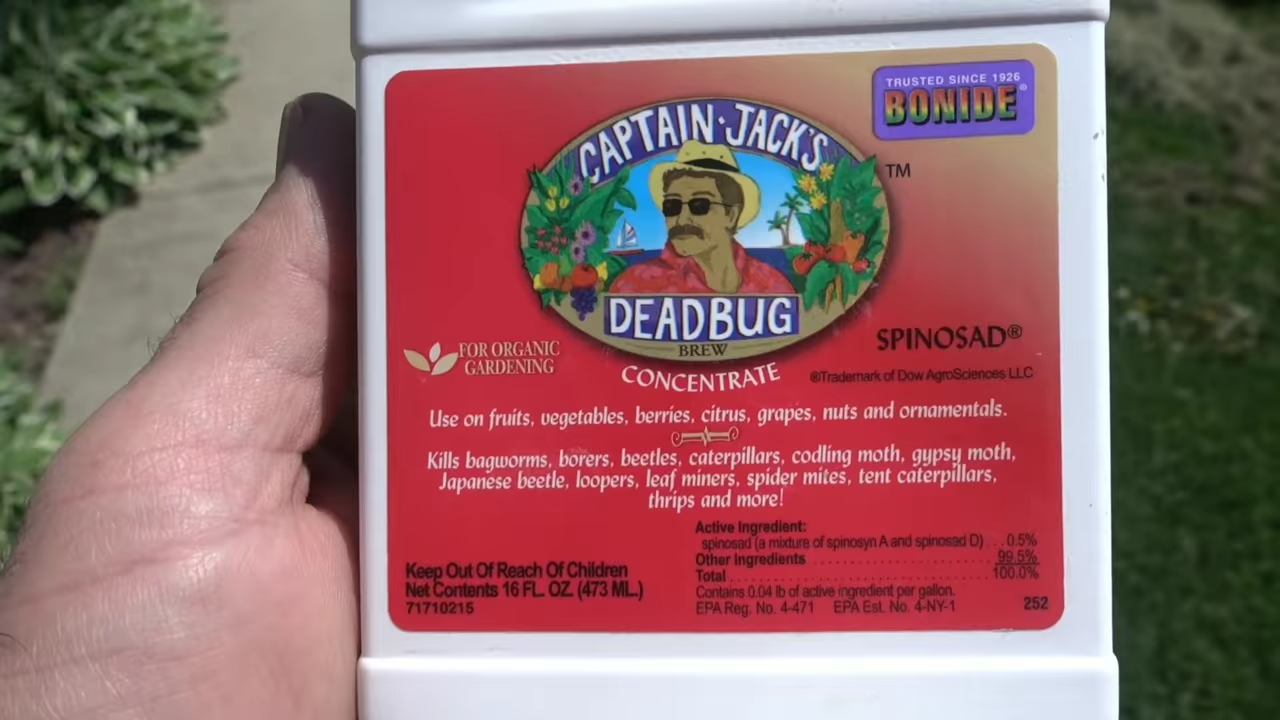 TRUSTED SINCE 1926
BONIDE®
CAPTAIN·JACK'S
™
DEADBUG
BREW
SPINOSAD®
FOR ORGANIC
GARDENING
CONCENTRATE
®Trademark of Dow AgroSciences LLC
Use on fruits, vegetables, berries, citrus, grapes, nuts and ornamentals.
Kills bagworms, borers, beetles, caterpillars, codling moth, gypsy moth,
Japanese beetle, loopers, leaf miners, spider mites, tent caterpillars,
thrips and more!
Active Ingredient:
spinosad (a mixture of spinosyn A and spinosad D) . . . 0.5%
Other Ingredients . . . . . . . . . . . . . . . . . . . . . . 99.5%
Total . . . . . . . . . . . . . . . . . . . . . . . . . . . . . . . 100.0%
Contains 0.04 lb of active ingredient per gallon.
EPA Reg. No. 4-471 EPA Est. No. 4-NY-1
Keep Out Of Reach Of Children
Net Contents 16 FL. OZ. (473 ML.)
71710215
252